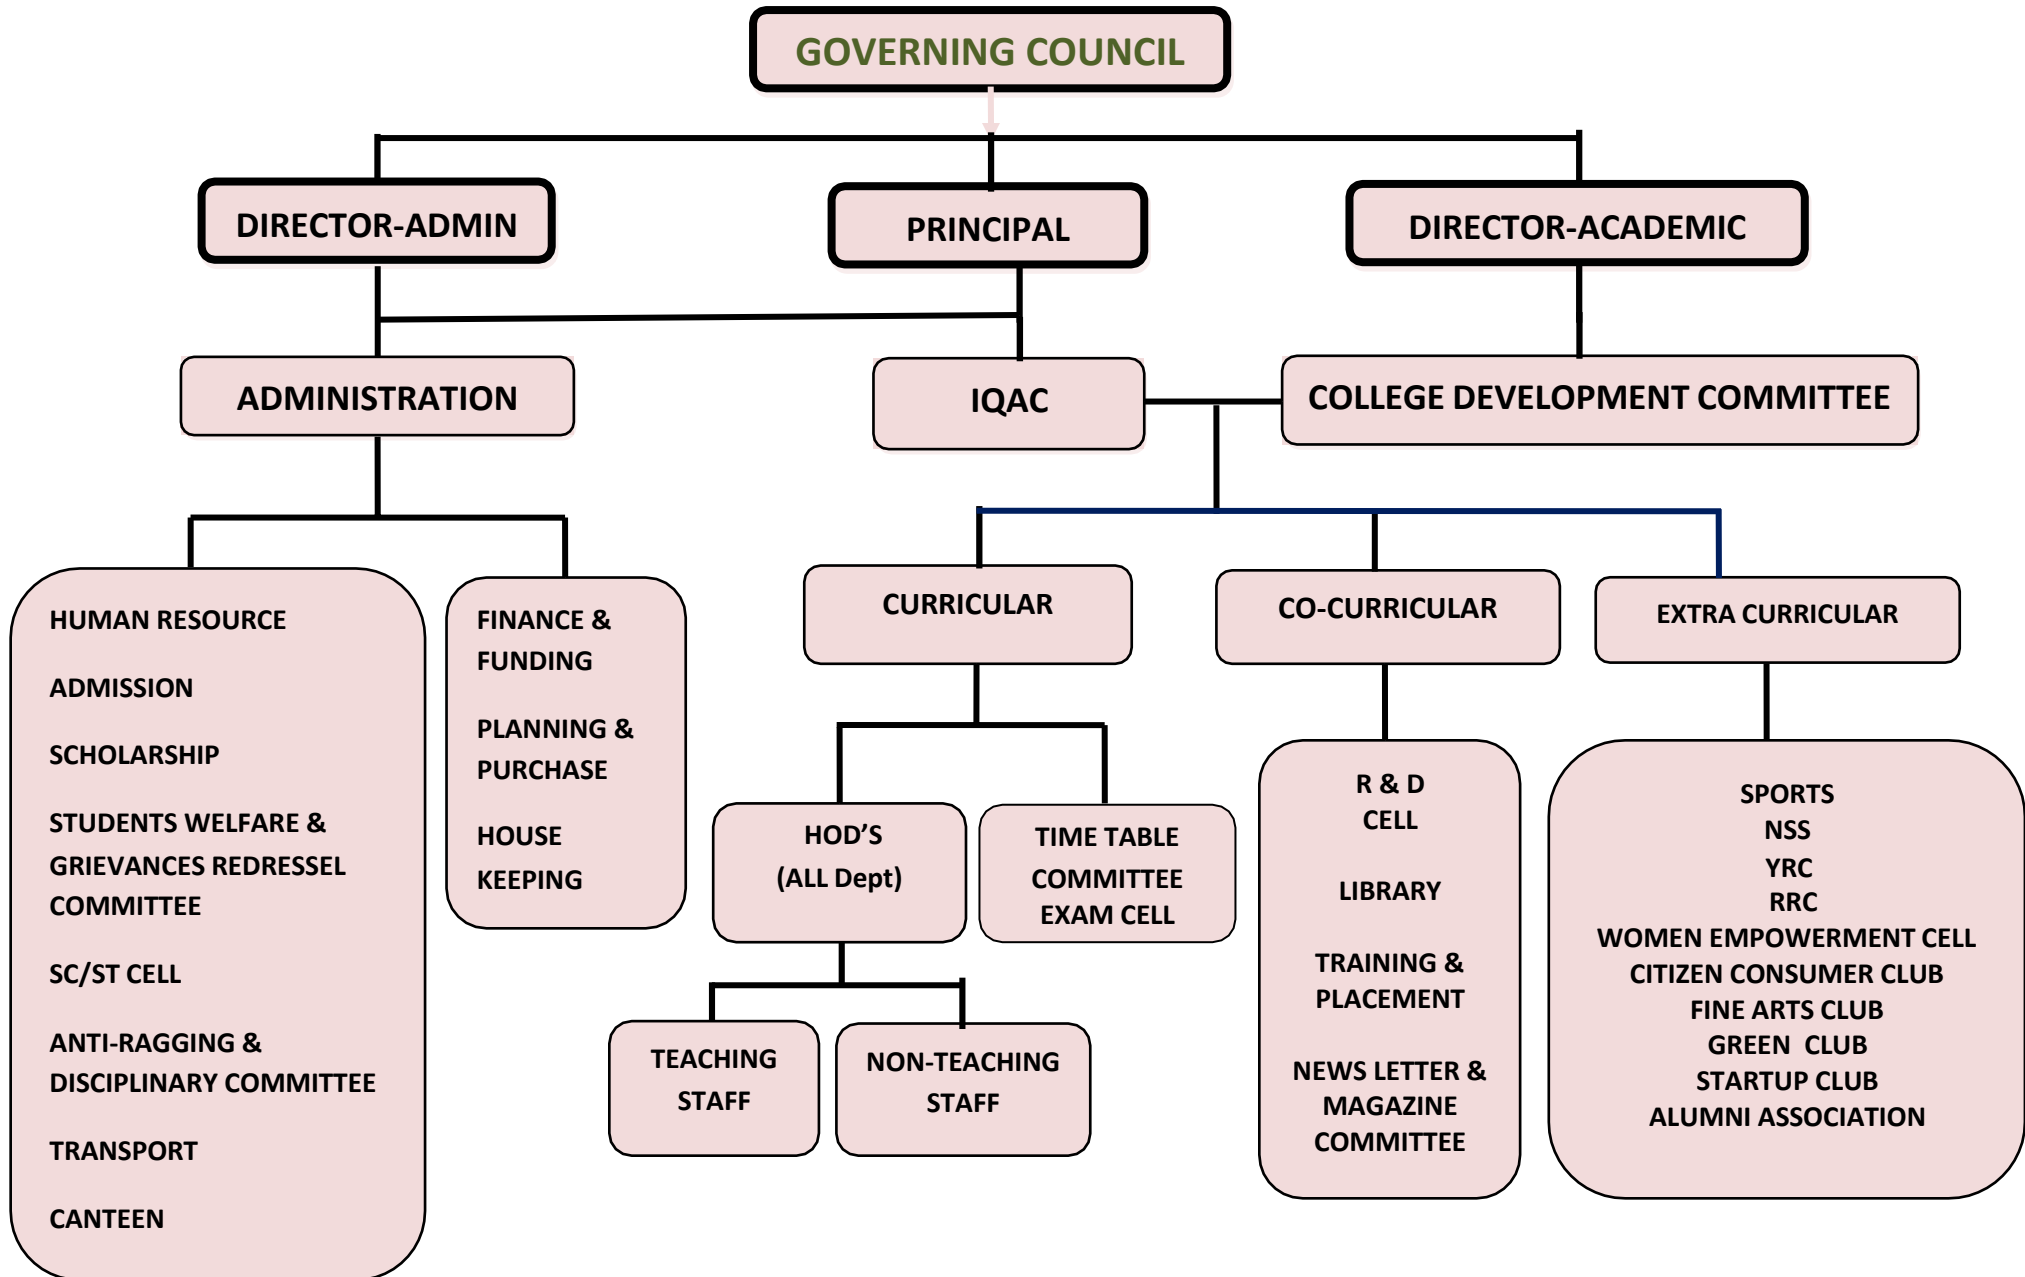 GOVERNING COUNCIL
DIRECTOR-ADMIN
PRINCIPAL
DIRECTOR-ACADEMIC
ADMINISTRATION
IQAC
COLLEGE DEVELOPMENT COMMITTEE
HUMAN RESOURCE
ADMISSION
SCHOLARSHIP
STUDENTS WELFARE &
GRIEVANCES REDRESSEL
COMMITTEE
SC/ST CELL
ANTI-RAGGING &
DISCIPLINARY COMMITTEE
TRANSPORT
CANTEEN
FINANCE &
FUNDING
PLANNING &
PURCHASE
HOUSE
KEEPING
CURRICULAR
CO-CURRICULAR
EXTRA CURRICULAR
HOD’S
(ALL Dept)
TIME TABLE
COMMITTEE
EXAM CELL
TEACHING
STAFF
NON-TEACHING
STAFF
R & D
CELL
LIBRARY
TRAINING &
PLACEMENT
NEWS LETTER &
MAGAZINE
COMMITTEE
SPORTS
NSS
YRC
RRC
WOMEN EMPOWERMENT CELL
CITIZEN CONSUMER CLUB
FINE ARTS CLUB
GREEN CLUB
STARTUP CLUB
ALUMNI ASSOCIATION